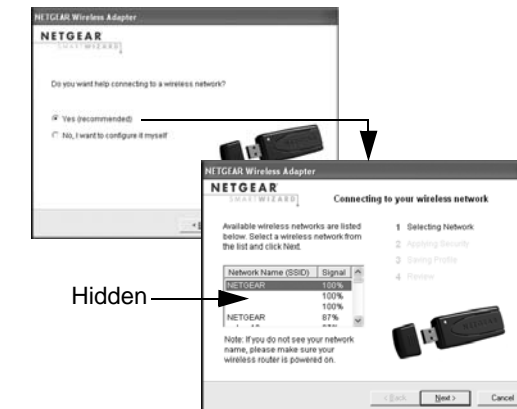 NETGEAR Wireless Adapter
NETGEAR
SMARTWIZARD
Do you want help connecting to a wireless network?
Yes (recommended)
No, I want to configure it myself
NETGEAR Wireless Adapter
NETGEAR
SMARTWIZARD
Connecting to your wireless network
Available wireless networks are listed
below. Select a wireless network from
the list and click Next.
1 Selecting Network
2 Applying Security
3 Saving Profile
4 Review
Network Name (SSID) Signal
NETGEAR 100%
100%
100%
NETGEAR 87%
Hidden
Note: If you do not see your network
name, please make sure your
wireless router is powered on.
NETGEAR
< Back
Next >
Cancel